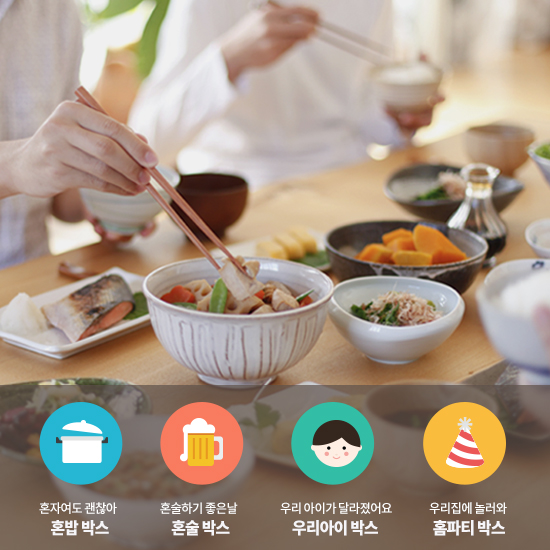 혼자여도 괜찮아
혼밥 박스
혼술하기 좋은날
혼술 박스
우리 아이가 달라졌어요
우리아이 박스
우리집에 놀러와
홈파티 박스